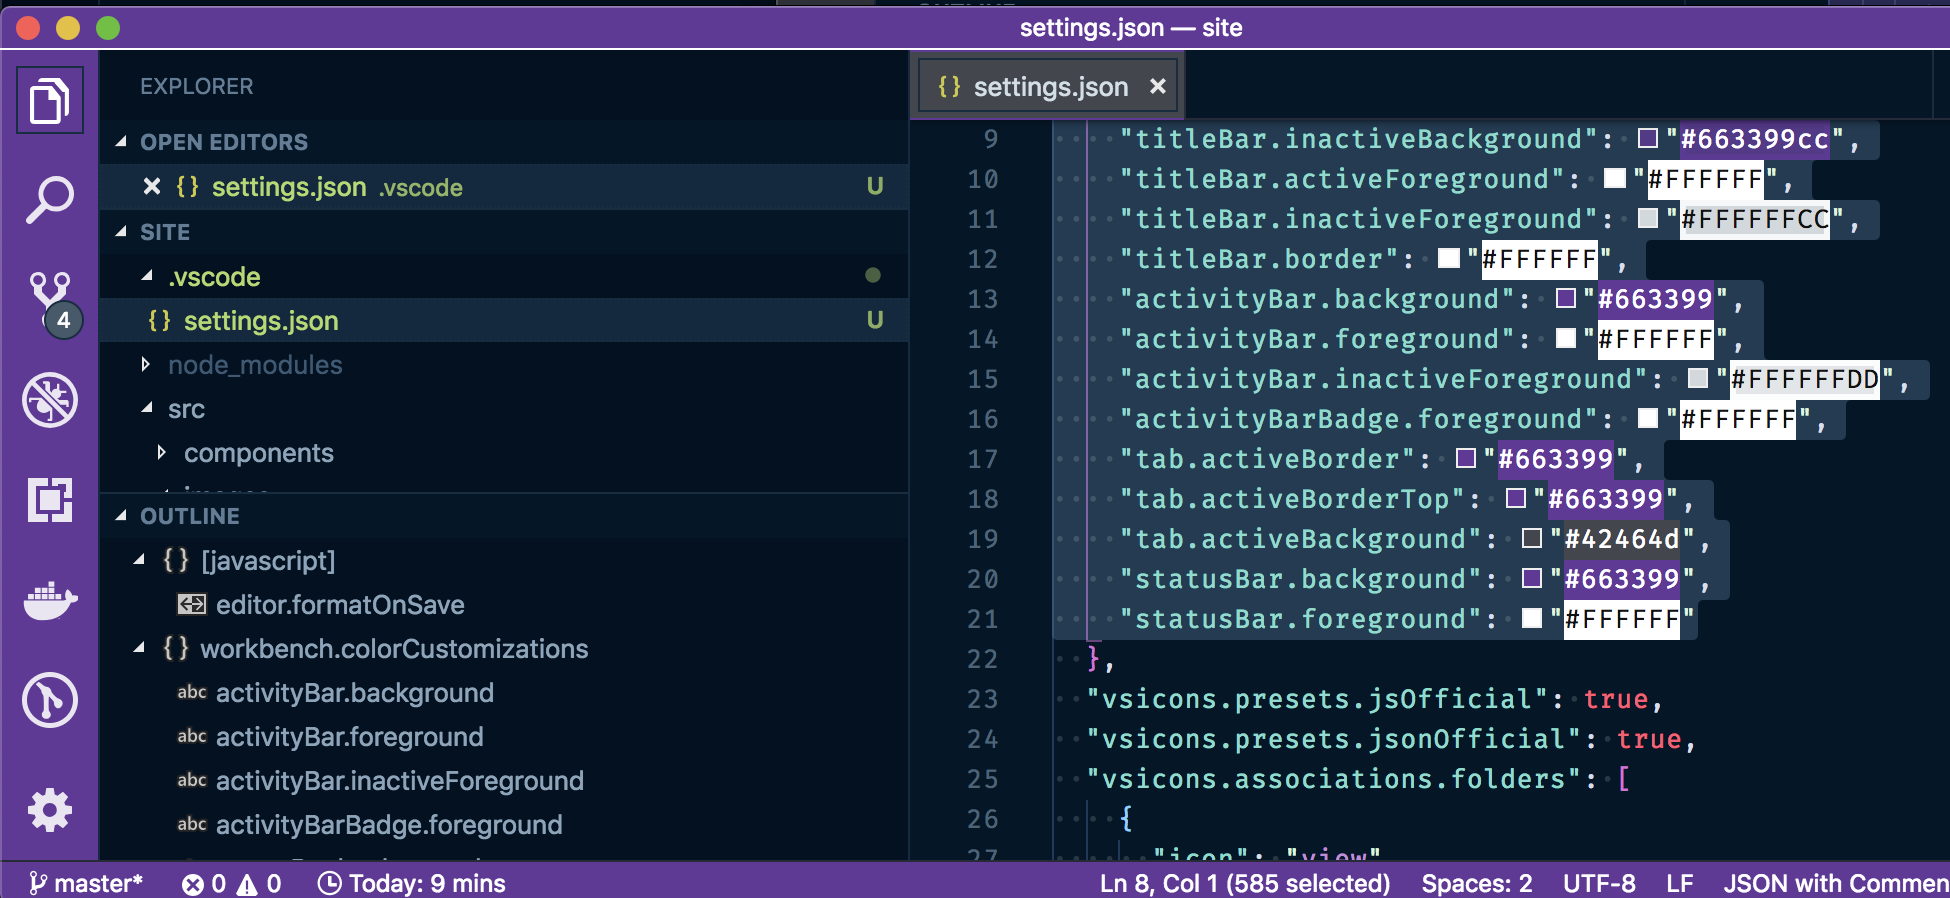 settings.json — site
EXPLORER
OPEN EDITORS
{} settings.json .vscode U
SITE
.vscode
{} settings.json U
node_modules
src
components
OUTLINE
{} [javascript]
editor.formatOnSave
{} workbench.colorCustomizations
abc activityBar.background
abc activityBar.foreground
abc activityBar.inactiveForeground
abc activityBarBadge.foreground
4
{} settings.json ×
9 "titleBar.inactiveBackground": "#663399cc",
10 "titleBar.activeForeground": "#FFFFFF",
11 "titleBar.inactiveForeground": "#FFFFFFCC",
12 "titleBar.border": "#FFFFFF",
13 "activityBar.background": "#663399",
14 "activityBar.foreground": "#FFFFFF",
15 "activityBar.inactiveForeground": "#FFFFFFDD",
16 "activityBarBadge.foreground": "#FFFFFF",
17 "tab.activeBorder": "#663399",
18 "tab.activeBorderTop": "#663399",
19 "tab.activeBackground": "#42464d",
20 "statusBar.background": "#663399",
21 "statusBar.foreground": "#FFFFFF"
22 },
23 "vsicons.presets.jsOfficial": true,
24 "vsicons.presets.jsonOfficial": true,
25 "vsicons.associations.folders": [
26 {
27 "icon": "view"
master* 0 0 Today: 9 mins
Ln 8, Col 1 (585 selected) Spaces: 2 UTF-8 LF JSON with Commen